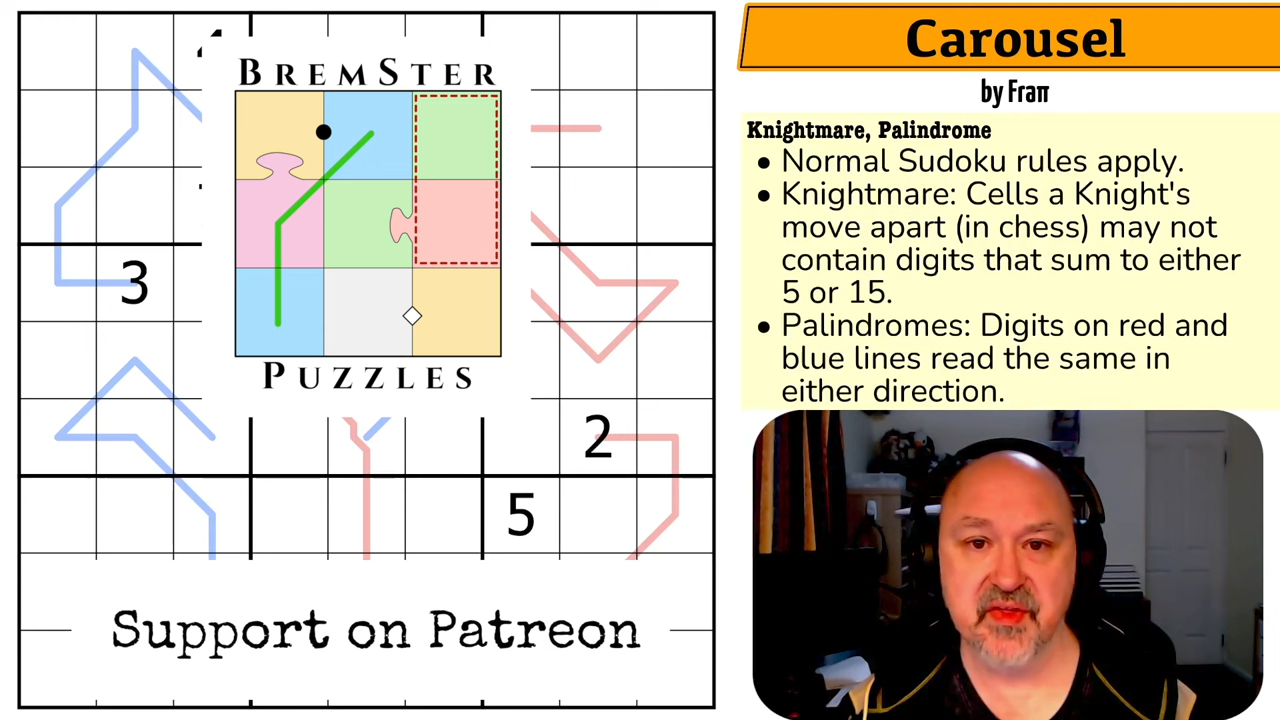 BREMSTER
PUZZLES
3
2
5
Support on Patreon
Carousel
by Fraπ
Knightmare, Palindrome
• Normal Sudoku rules apply.
• Knightmare: Cells a Knight's
move apart (in chess) may not
contain digits that sum to either
5 or 15.
• Palindromes: Digits on red and
blue lines read the same in
either direction.